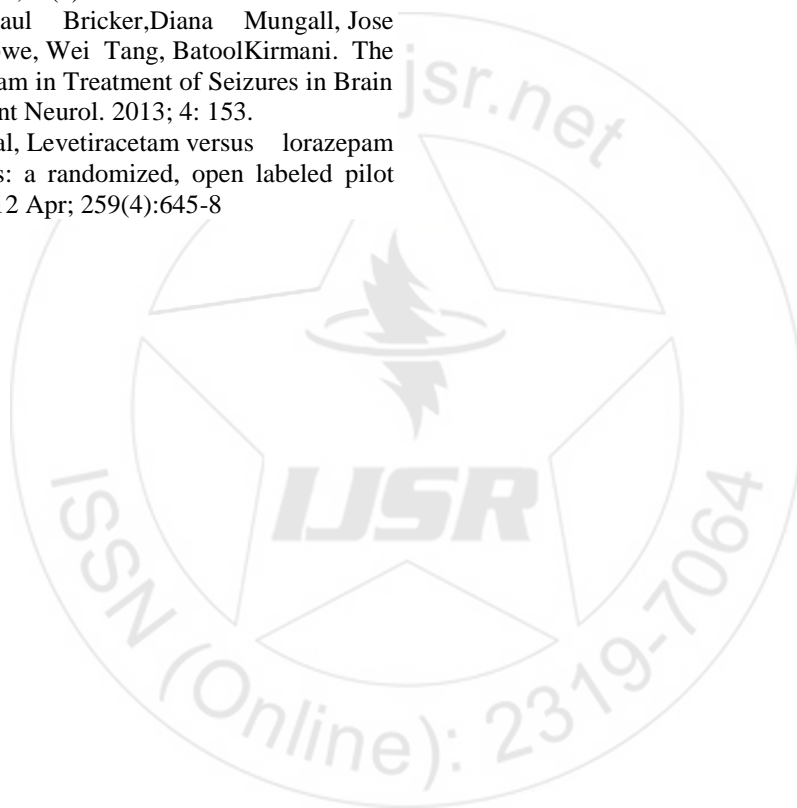 aul Bricker,Diana Mungall, Jose
we, Wei Tang, BatoolKirmani. The
am in Treatment of Seizures in Brain
nt Neurol. 2013; 4: 153.
al, Levetiracetam versus lorazepam
s: a randomized, open labeled pilot
12 Apr; 259(4):645-8
jsr.net
IJSR
ISSN (Online): 2319-7064